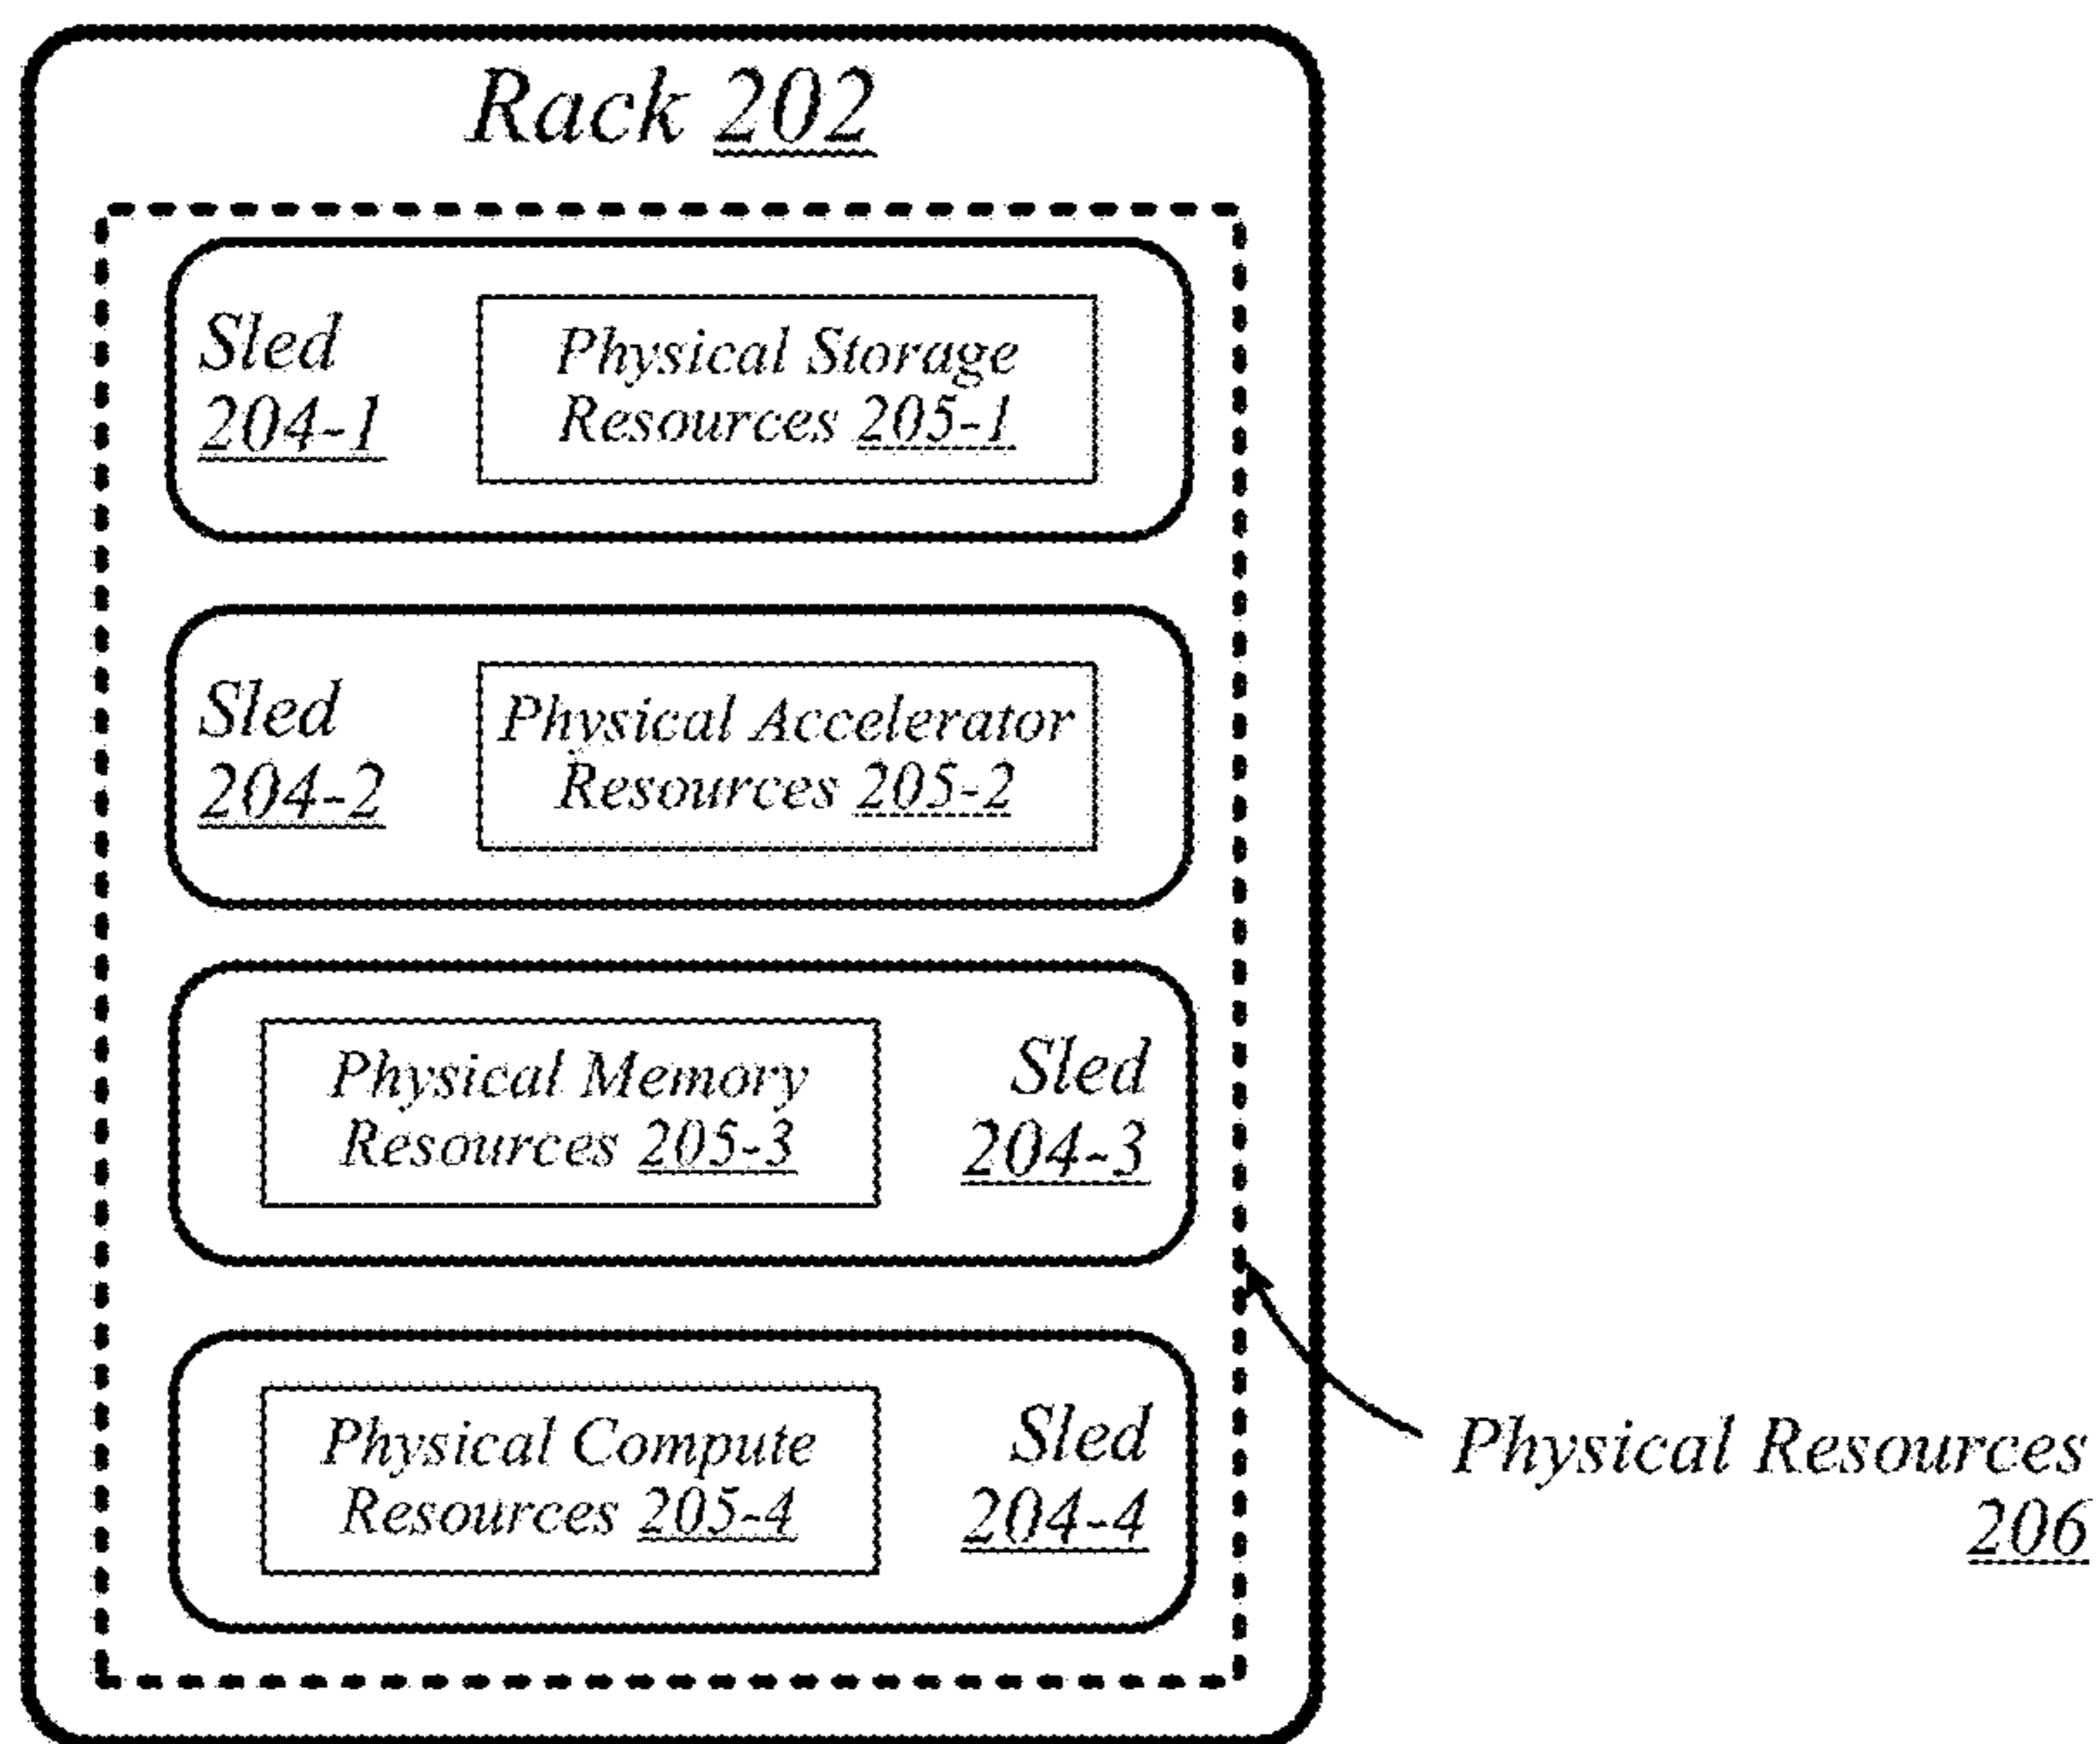 Rack 202
Sled
204-1
Physical Storage
Resources 205-1
Sled
204-2
Physical Accelerator
Resources 205-2
Physical Memory
Resources 205-3
Sled
204-3
Physical Compute
Resources 205-4
Sled
204-4
Physical Resources
206